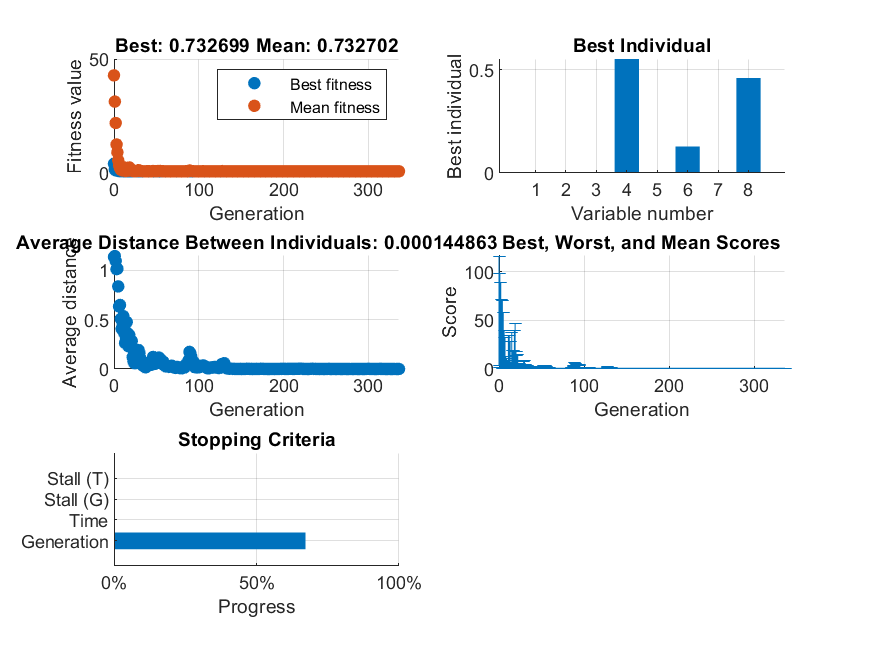 Best: 0.732699 Mean: 0.732702
Fitness value
50
0
Best fitness
Mean fitness
0 100 200 300
Generation
Best Individual
Best individual
0.5
0
1 2 3 4 5 6 7 8
Variable number
Average Distance Between Individuals: 0.000144863
Average distance
1
0.5
0
0 100 200 300
Generation
Best, Worst, and Mean Scores
Score
100
50
0
0 100 200 300
Generation
Stopping Criteria
Stall (T)
Stall (G)
Time
Generation
0% 50% 100%
Progress